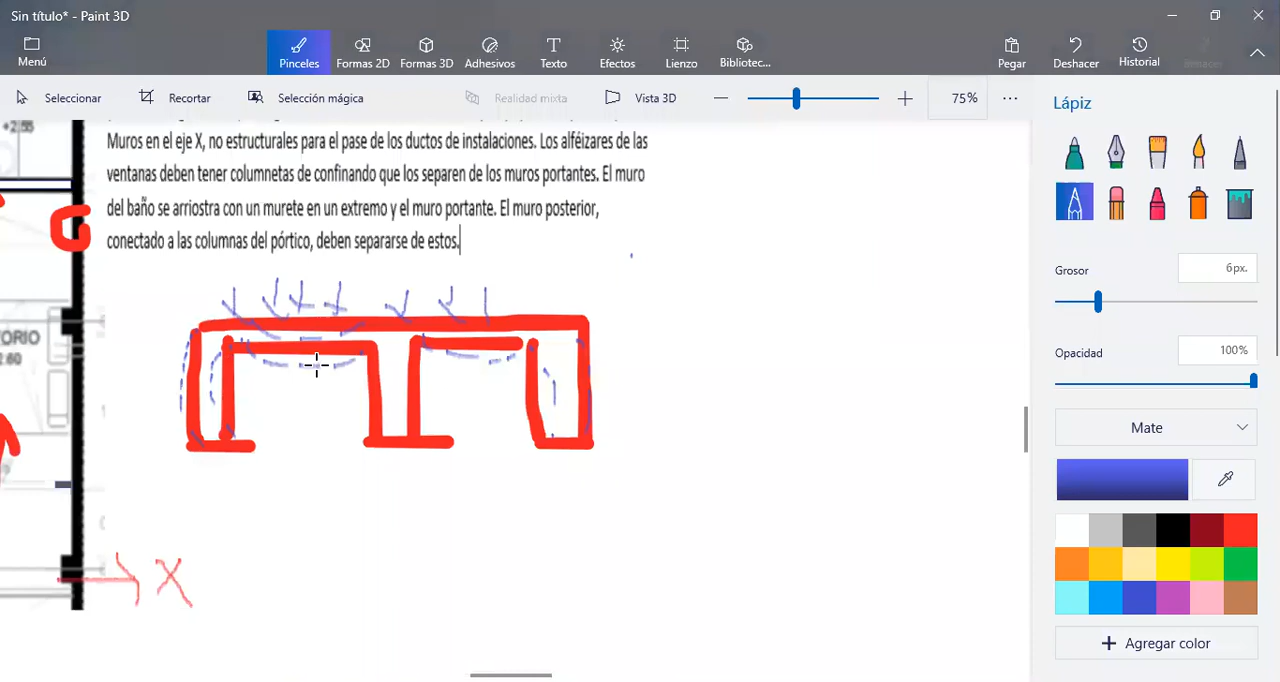 Sin título* - Paint 3D
Menú
Pinceles
Formas 2D
Formas 3D
Adhesivos
Texto
Efectos
Lienzo
Bibliotec...
Pegar
Deshacer
Historial
Seleccionar
Recortar
Selección mágica
Realidad mixta
Vista 3D
75%
Lápiz
Muros en el eje X, no estructurales para el pase de los ductos de instalaciones. Los alféizares de las
ventanas deben tener columnetas de confinando que los separen de los muros portantes. El muro
del baño se arriostra con un murete en un extremo y el muro portante. El muro posterior,
conectado a las columnas del pórtico, deben separarse de estos.
+2.55
Grosor
6px.
Opacidad
100%
Mate
Agregar color
X